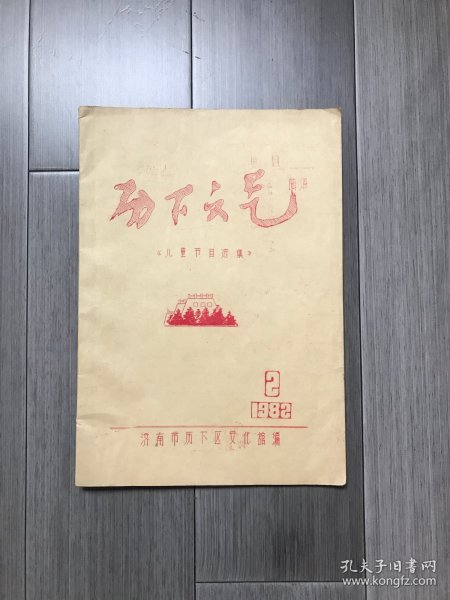 历下文艺
《儿童节目选集》
2
1982
济南市历下区文化馆编
孔夫子旧书网
www.kongfz.com